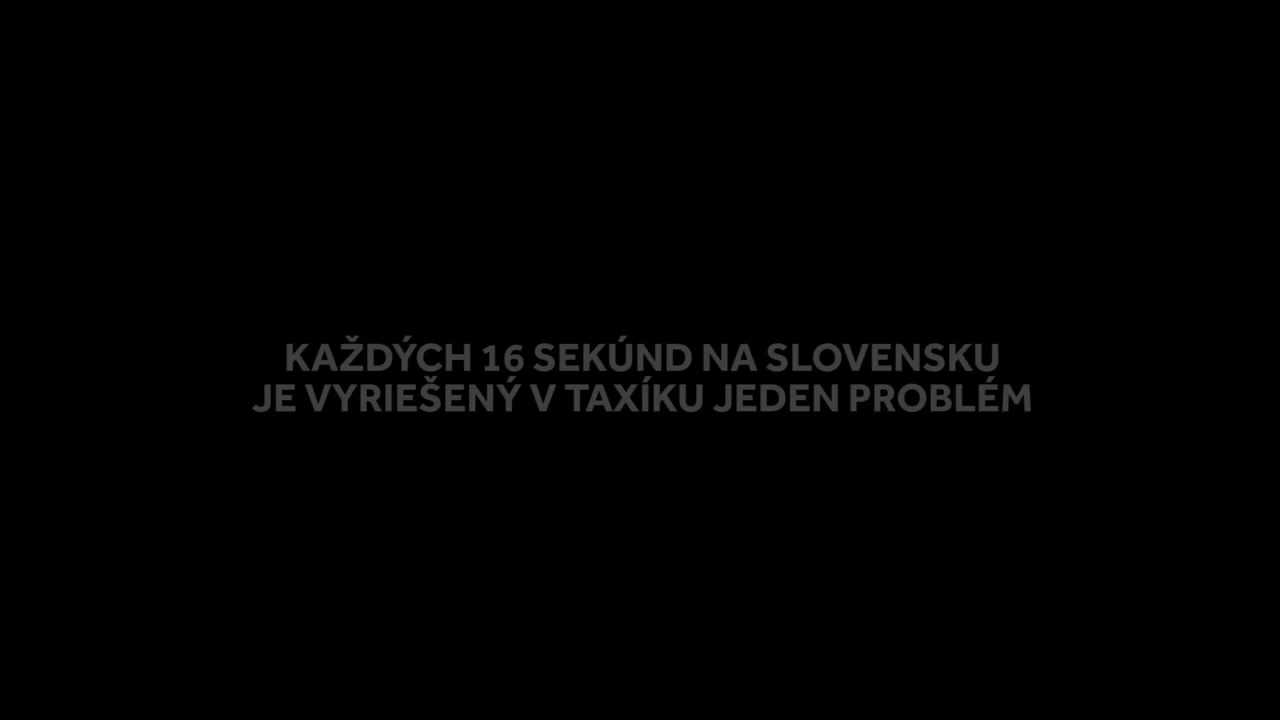 KAŽDÝCH 16 SEKÚND NA SLOVENSKU
JE VYRIEŠENÝ V TAXÍKU JEDEN PROBLÉM